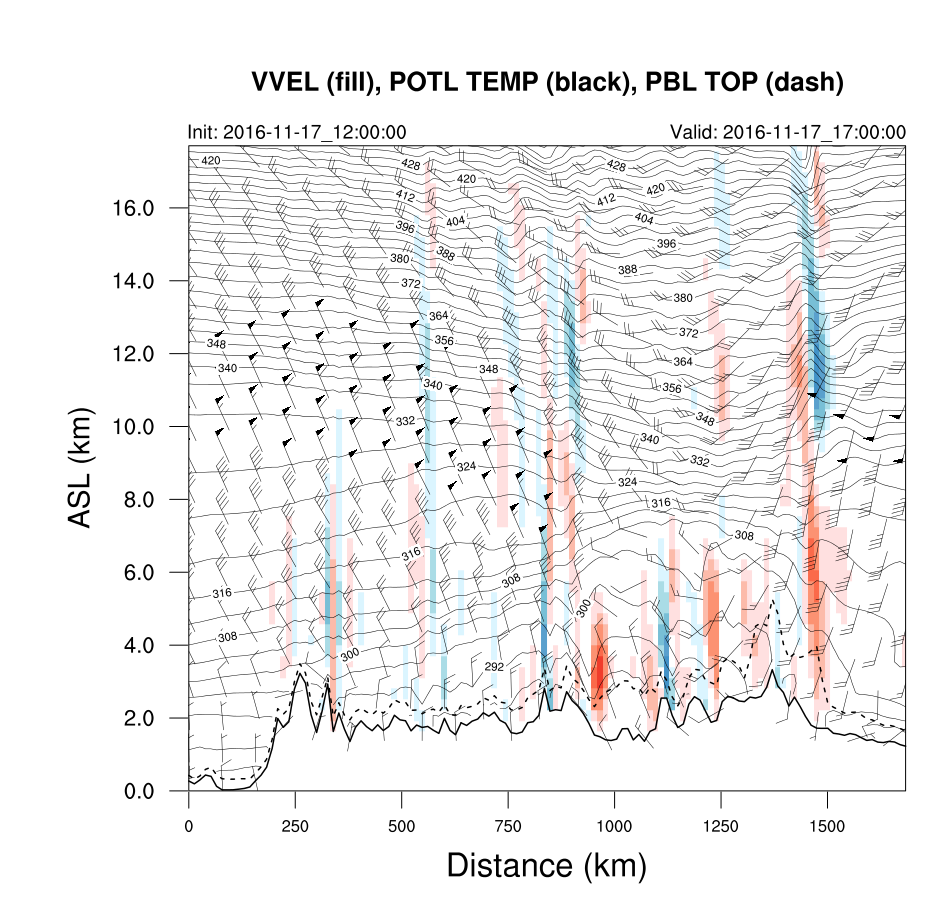 VVEL (fill), POTL TEMP (black), PBL TOP (dash)
Init: 2016-11-17_12:00:00 Valid: 2016-11-17_17:00:00
420 428 420 428 420
412 412
396 404 404
380 388 396
388
372 380
364 372
348 356 364
340 348
340 356
332 348
340
324 332
324
316
316 308
308
316 300
308
300
292
16.0
14.0
12.0
10.0
8.0
6.0
4.0
2.0
0.0
ASL (km)
0 250 500 750 1000 1250 1500
Distance (km)